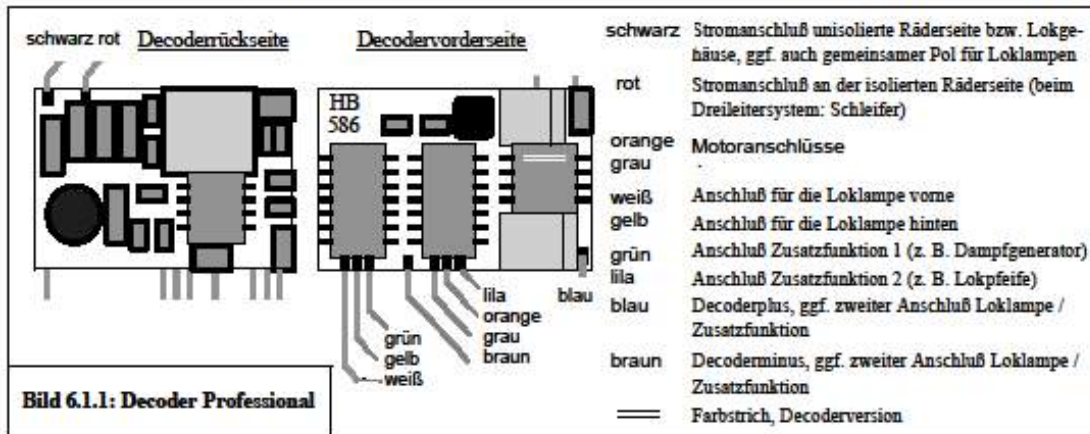 schwarz rot
Decoderrückseite
Decodervorderseite
HB
586
lila
orange
grau
braun
blau
grün
gelb
weiß
Bild 6.1.1: Decoder Professional
schwarz Stromanschluß unisolierte Räderseite bzw. Lokge-
häuse, ggf. auch gemeinsamer Pol für Loklampen
rot Stromanschluß an der isolierten Räderseite (beim
Dreileitersystem: Schleifer)
orange Motoranschlüsse
grau
weiß Anschluß für die Loklampe vorne
gelb Anschluß für die Loklampe hinten
grün Anschluß Zusatzfunktion 1 (z. B. Dampfgenerator)
lila Anschluß Zusatzfunktion 2 (z. B. Lokpfeife)
blau Decoderplus, ggf. zweiter Anschluß Loklampe /
Zusatzfunktion
braun Decoderminus, ggf. zweiter Anschluß Loklampe /
Zusatzfunktion
Farbstrich, Decoderversion